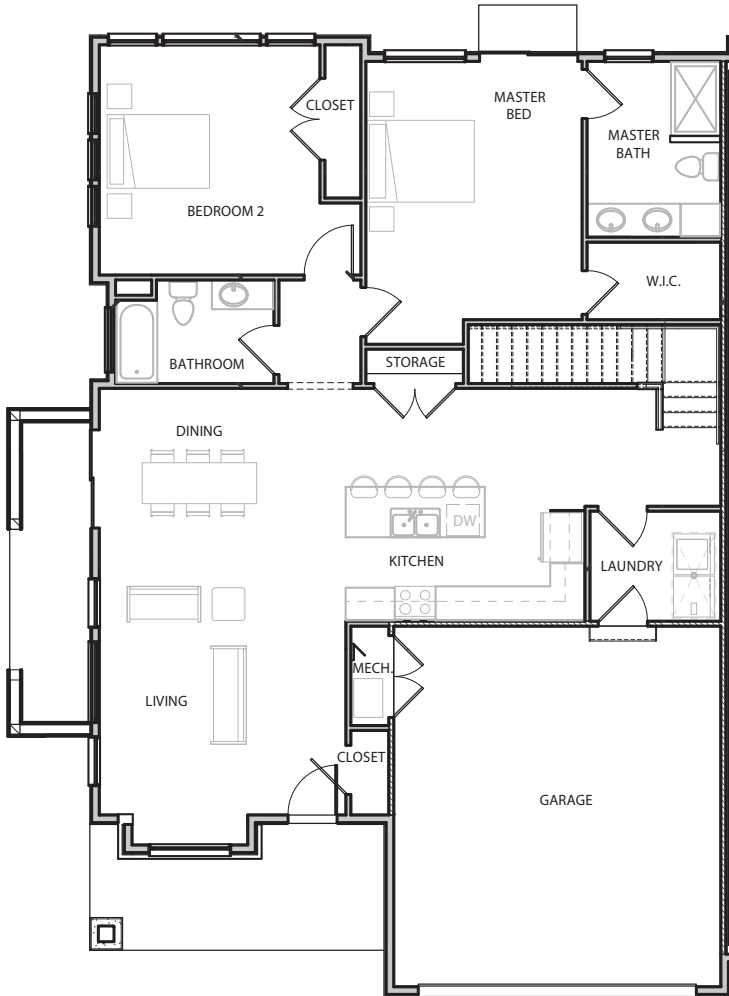 MASTER
BED
CLOSET
MASTER
BATH
BEDROOM 2
W.I.C.
BATHROOM
STORAGE
DINING
DW
KITCHEN
LAUNDRY
MECH.
LIVING
CLOSET
GARAGE